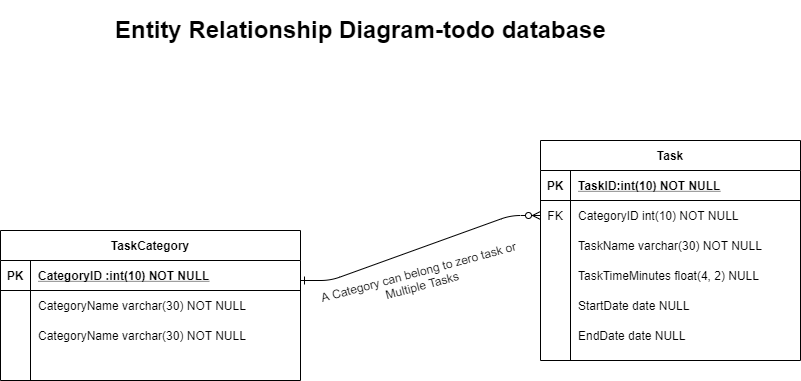 Entity Relationship Diagram-todo database
Task
PK TaskID:int(10) NOT NULL
FK CategoryID int(10) NOT NULL
TaskName varchar(30) NOT NULL
TaskTimeMinutes float(4, 2) NULL
StartDate date NULL
EndDate date NULL
TaskCategory
PK CategoryID :int(10) NOT NULL
CategoryName varchar(30) NOT NULL
CategoryName varchar(30) NOT NULL
A Category can belong to zero task or
Multiple Tasks